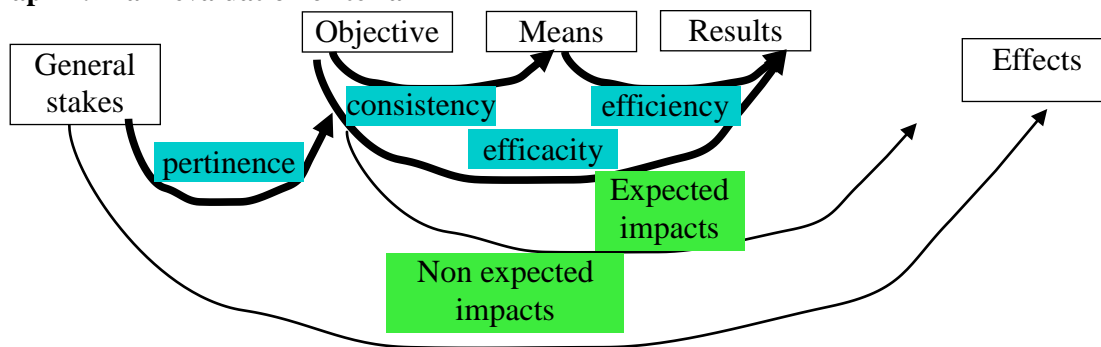 Objective
Means
Results
General
stakes
Effects
consistency
efficiency
efficacity
pertinence
Expected
impacts
Non expected
impacts